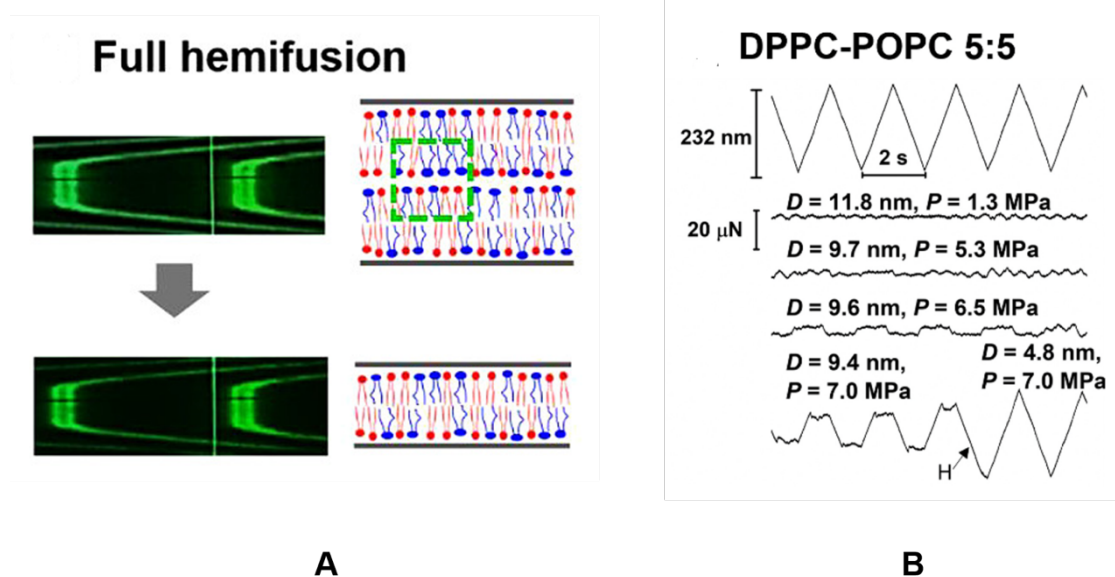 Full hemifusion
A
DPPC-POPC 5:5
232 nm
2 s
D = 11.8 nm, P = 1.3 MPa
20 μN
D = 9.7 nm, P = 5.3 MPa
D = 9.6 nm, P = 6.5 MPa
D = 9.4 nm,
P = 7.0 MPa
D = 4.8 nm,
P = 7.0 MPa
H
B